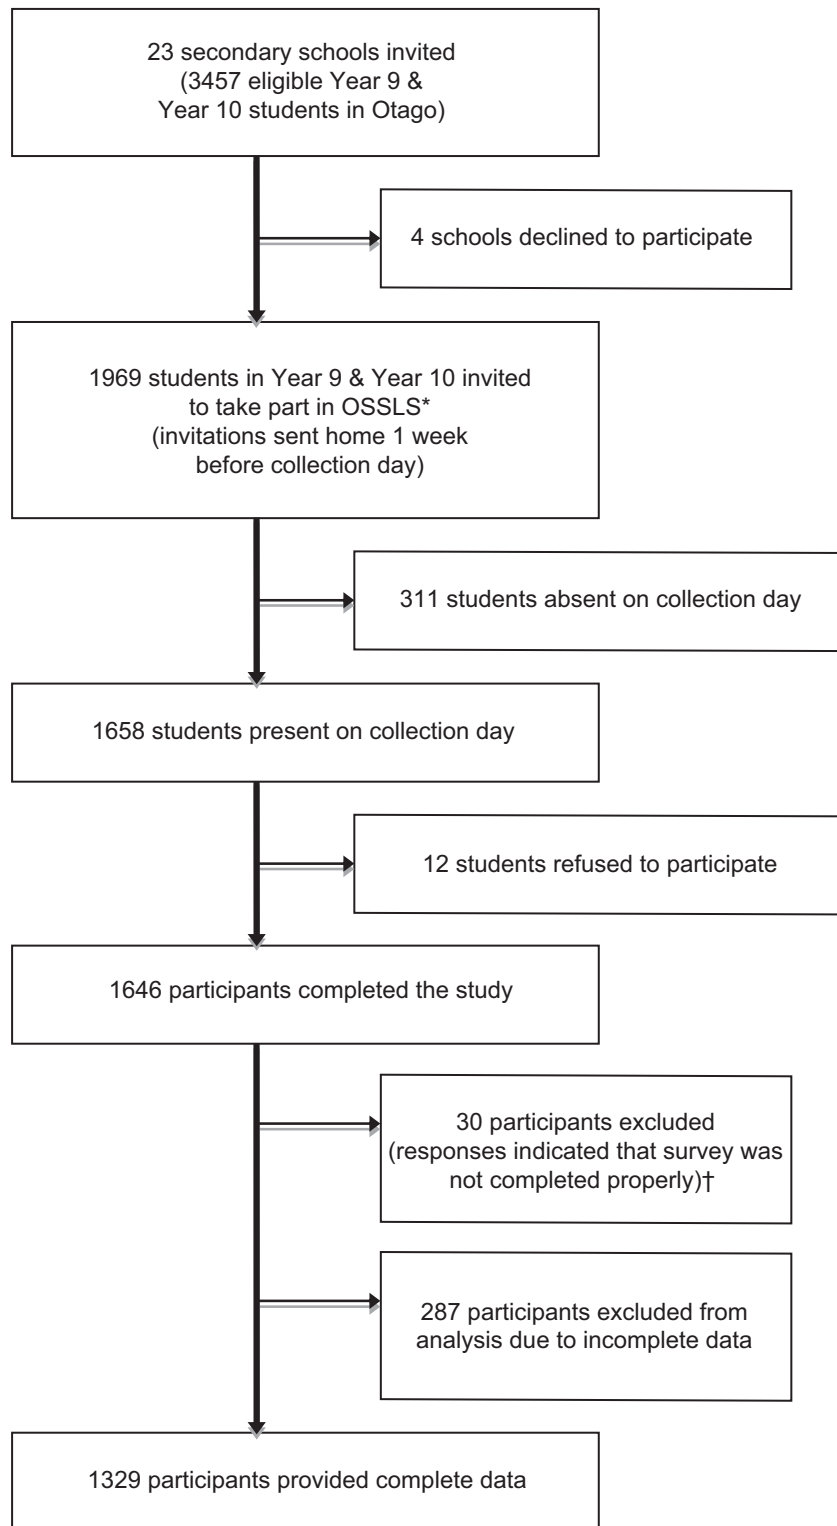 23 secondary schools invited
(3457 eligible Year 9 &
Year 10 students in Otago)
4 schools declined to participate
1969 students in Year 9 & Year 10 invited
to take part in OSSLS*
(invitations sent home 1 week
before collection day)
311 students absent on collection day
1658 students present on collection day
12 students refused to participate
1646 participants completed the study
30 participants excluded
(responses indicated that survey was
not completed properly)†
287 participants excluded from
analysis due to incomplete data
1329 participants provided complete data